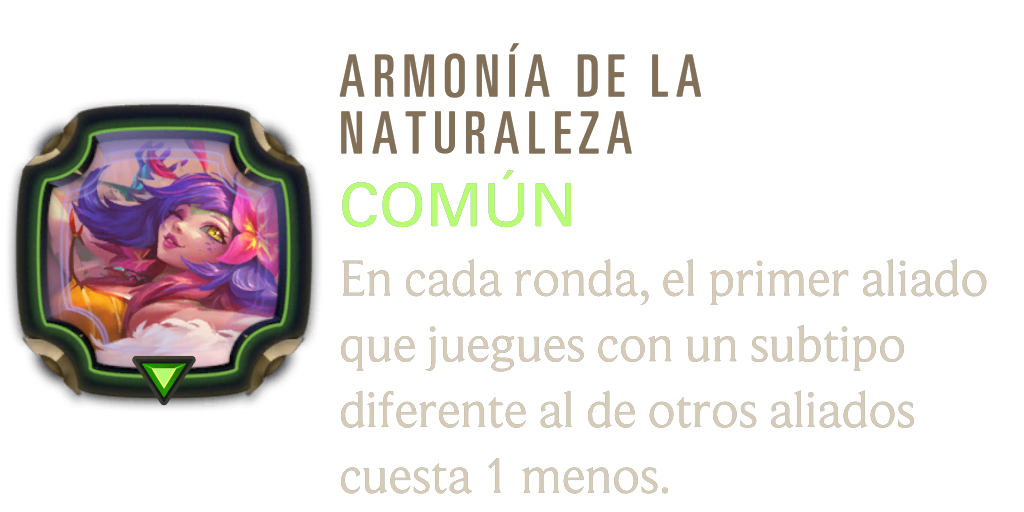 ARMONÍA DE LA
NATURALEZA
COMÚN
En cada ronda, el primer aliado
que juegues con un subtipo
diferente al de otros aliados
cuesta 1 menos.